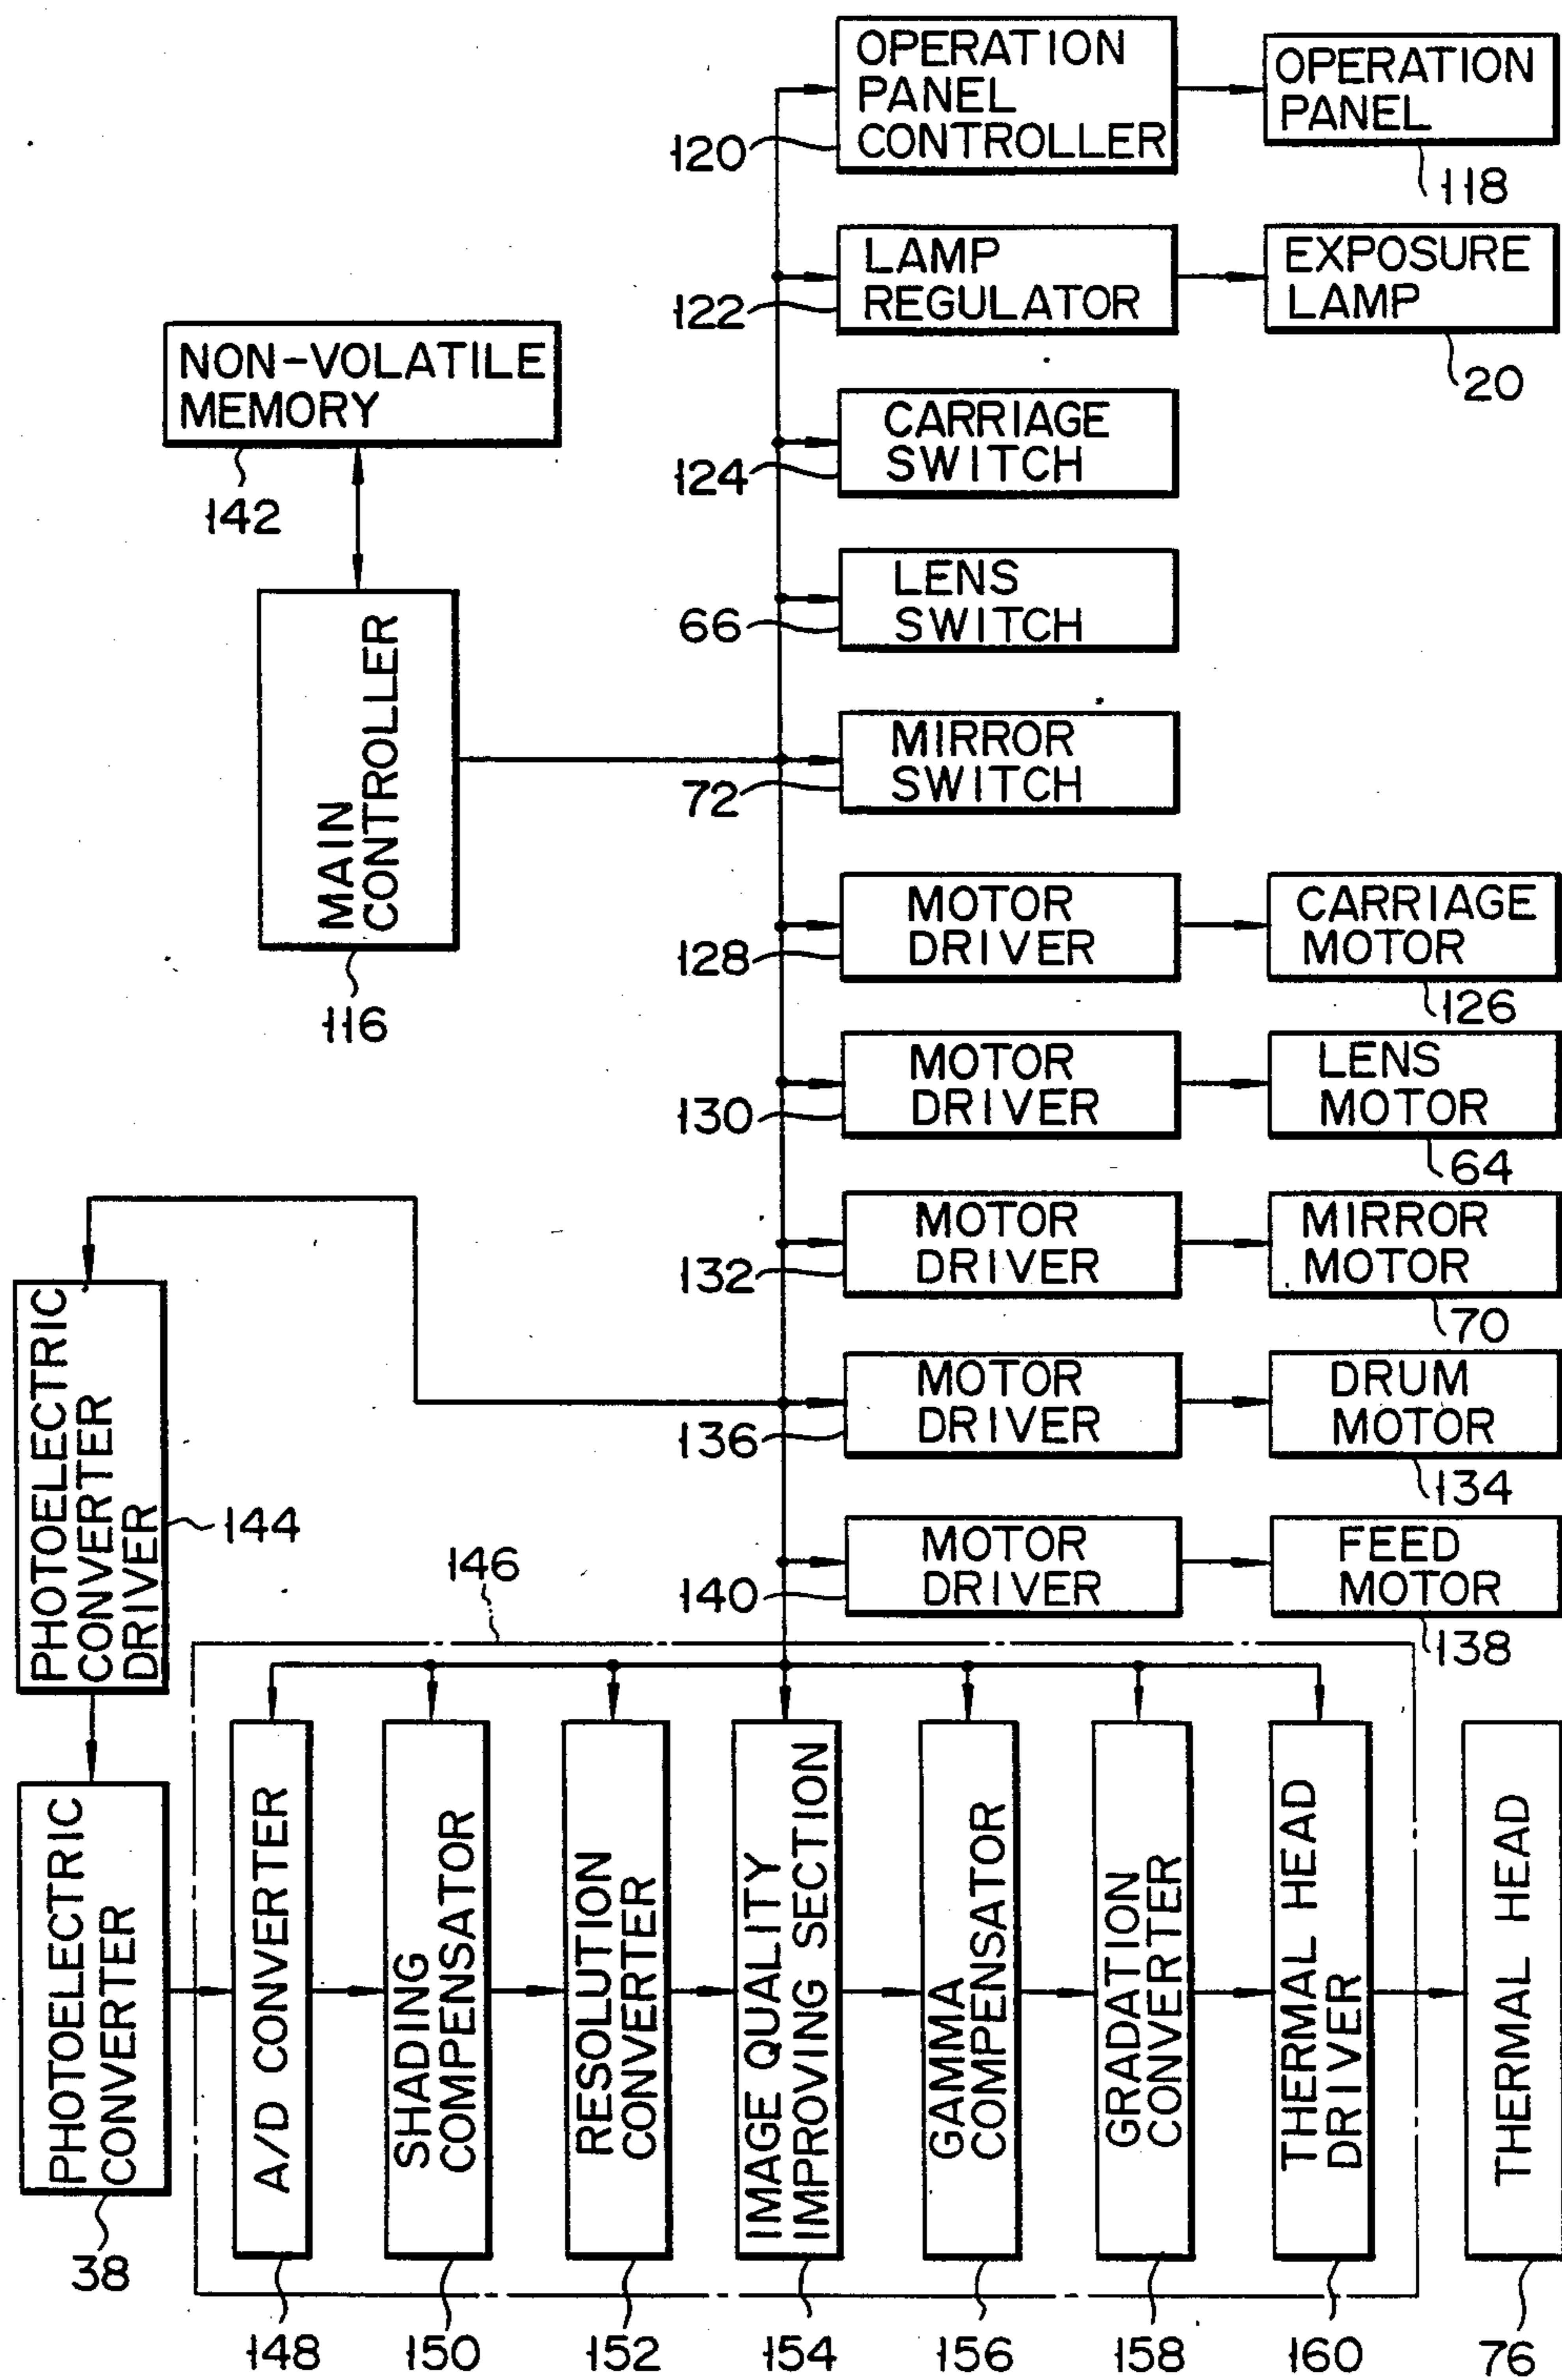 OPERATION
PANEL
CONTROLLER
120
OPERATION
PANEL
118
LAMP
REGULATOR
122
EXPOSURE
LAMP
20
NON-VOLATILE
MEMORY
142
CARRIAGE
SWITCH
124
LENS
SWITCH
66
MAIN
CONTROLLER
116
MIRROR
SWITCH
72
MOTOR
DRIVER
128
CARRIAGE
MOTOR
126
MOTOR
DRIVER
130
LENS
MOTOR
64
MOTOR
DRIVER
132
MIRROR
MOTOR
70
MOTOR
DRIVER
136
DRUM
MOTOR
134
MOTOR
DRIVER
140
FEED
MOTOR
138
PHOTOELECTRIC
CONVERTER
DRIVER
144
146
PHOTOELECTRIC
CONVERTER
38
A/D CONVERTER
148
SHADING
COMPENSATOR
150
RESOLUTION
CONVERTER
152
IMAGE QUALITY
IMPROVING SECTION
154
GAMMA
COMPENSATOR
156
GRADATION
CONVERTER
158
THERMAL HEAD
DRIVER
160
THERMAL HEAD
76